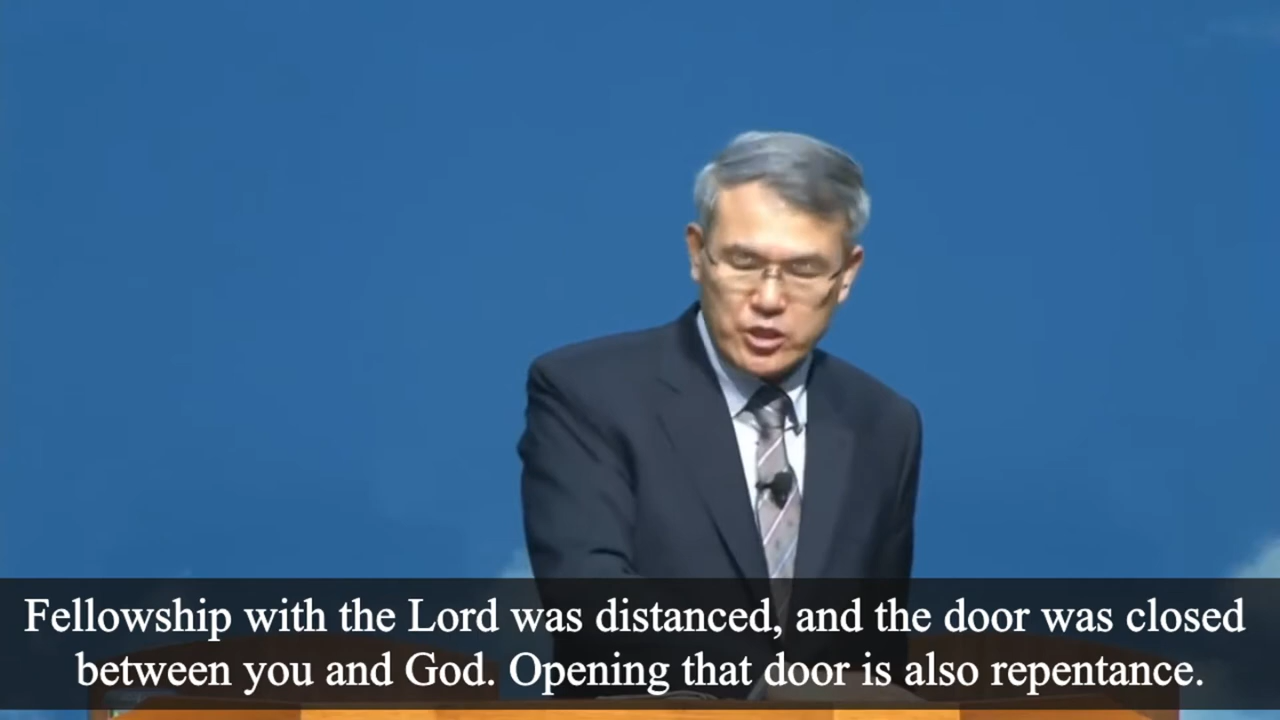 Fellowship with the Lord was distanced, and the door was closed
between you and God. Opening that door is also repentance.